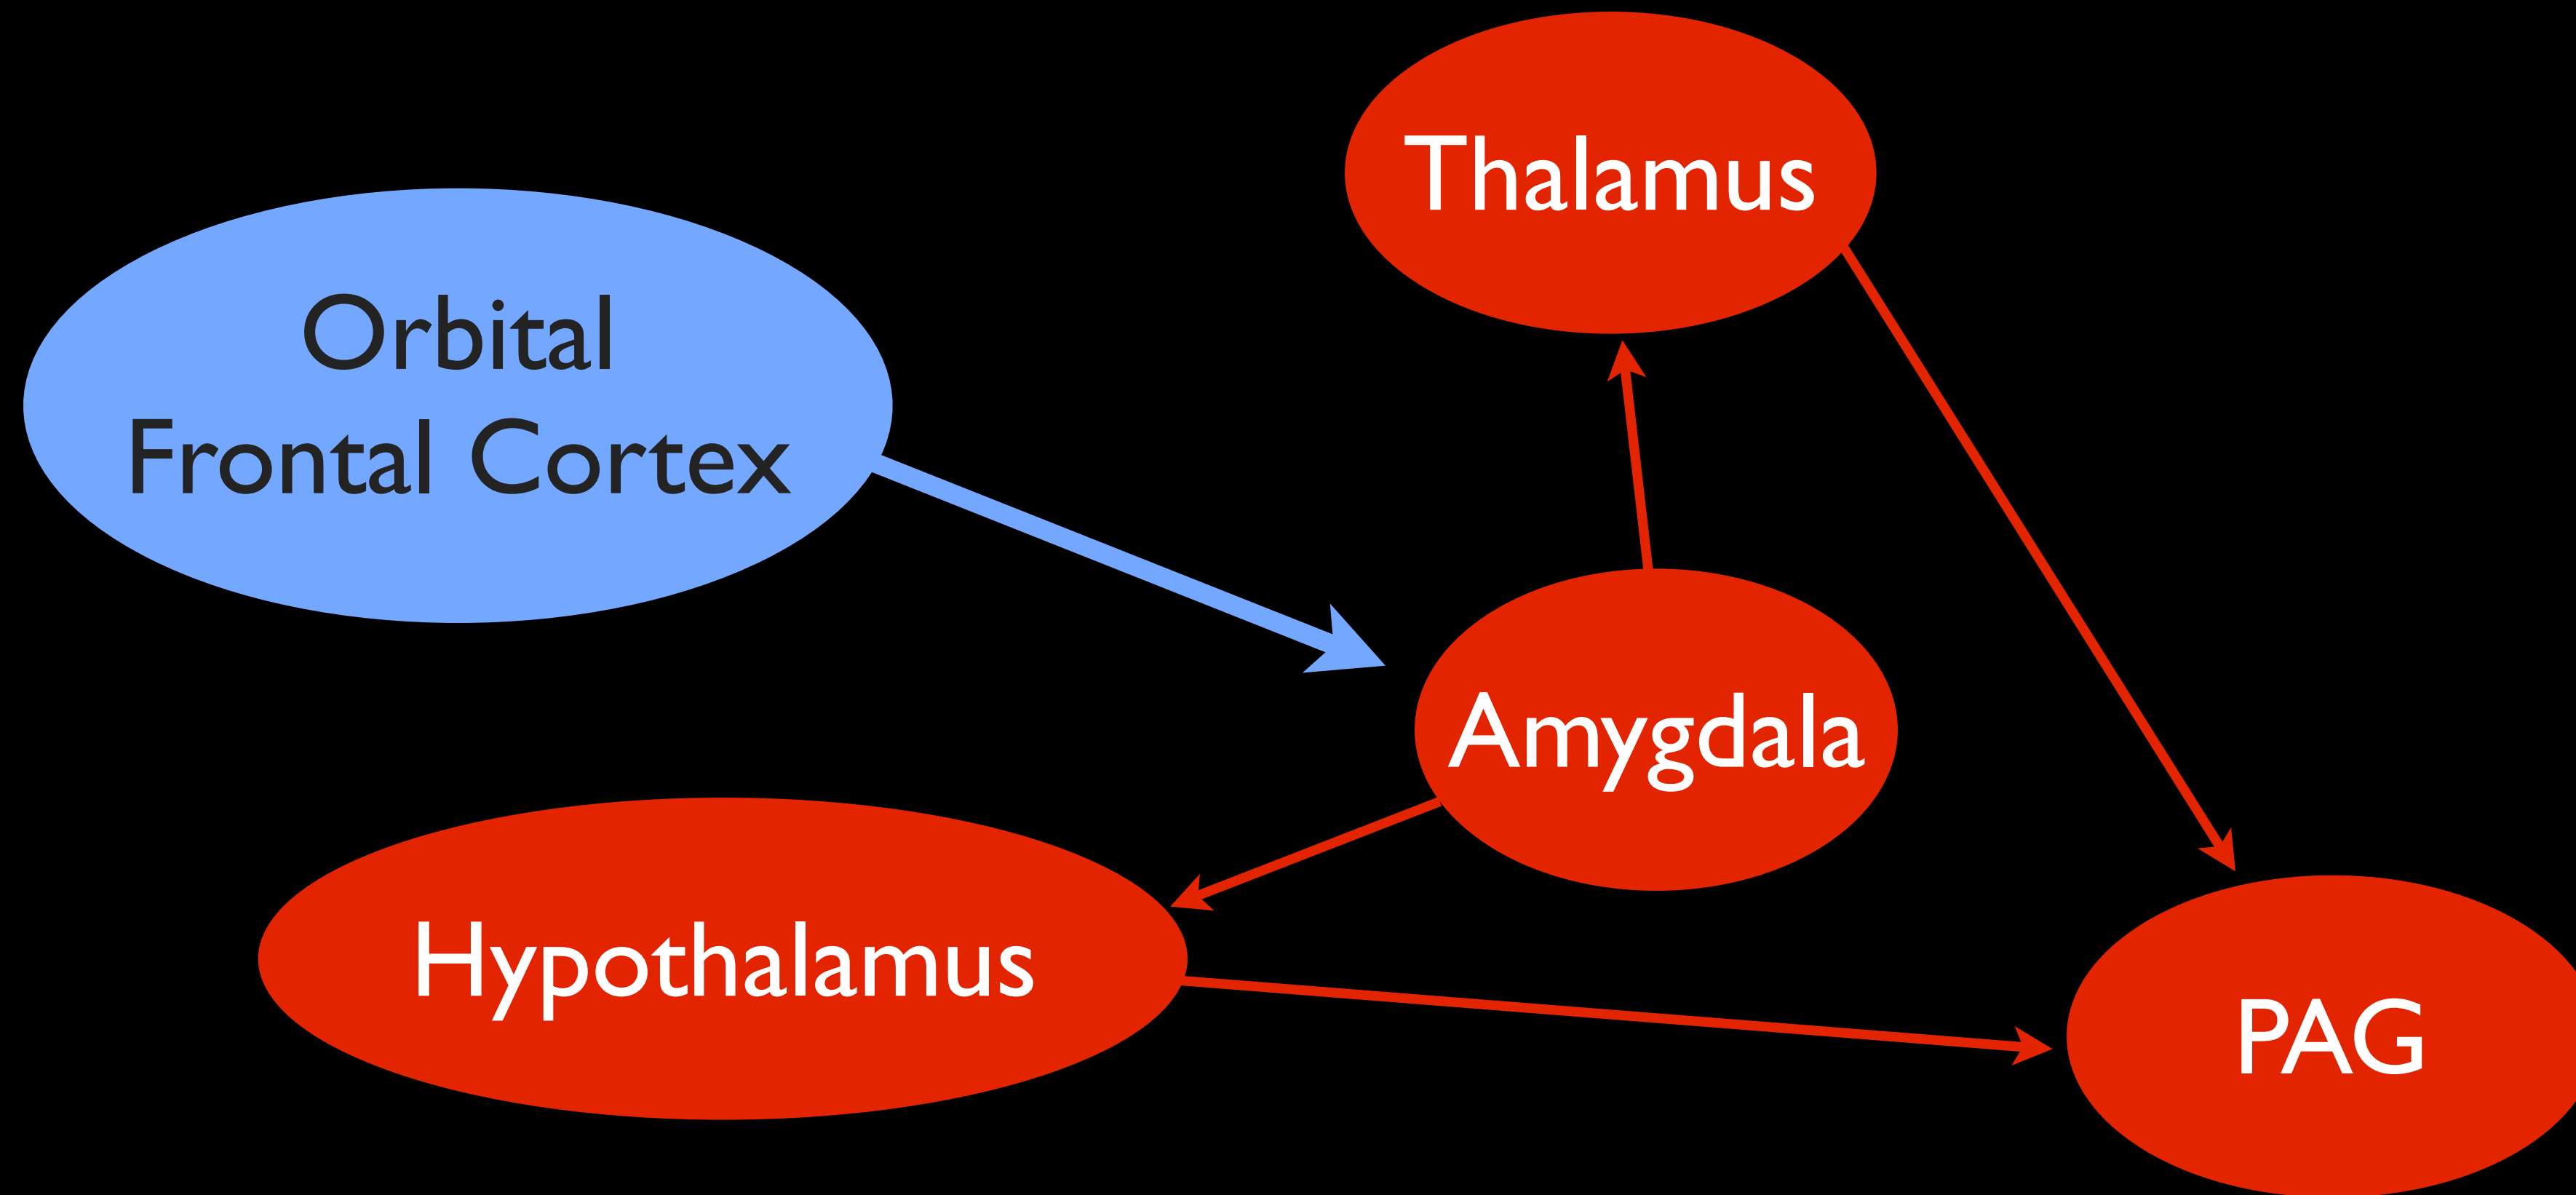 Thalamus
Orbital
Frontal Cortex
Amygdala
Hypothalamus
PAG